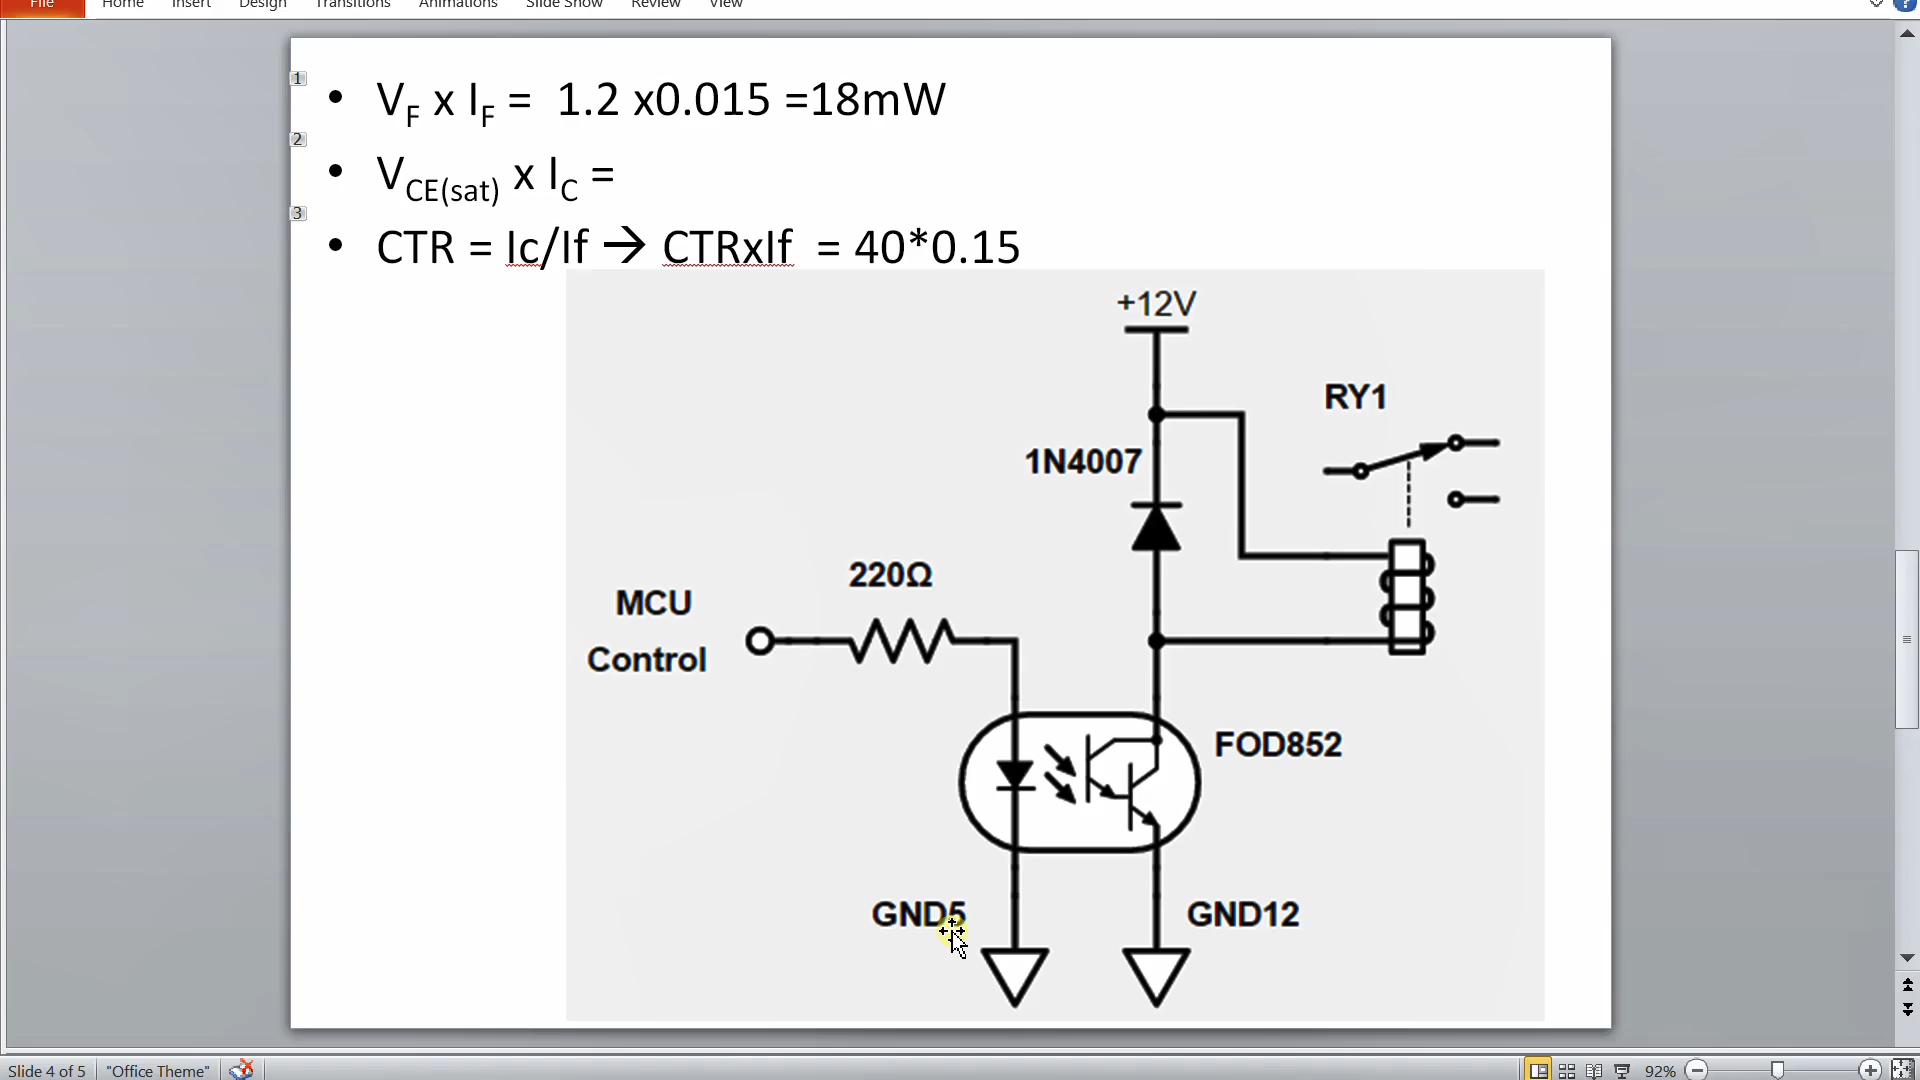 File Home Insert Design Transitions Animations Slide Show Review View
1
• VF x IF =  1.2 x0.015 =18mW
2
• VCE(sat) x IC =
3
• CTR = Ic/If → CTRxIf  = 40*0.15
+12V
RY1
1N4007
220Ω
MCU
Control
FOD852
GND5
GND12
Slide 4 of 5 "Office Theme" 92%